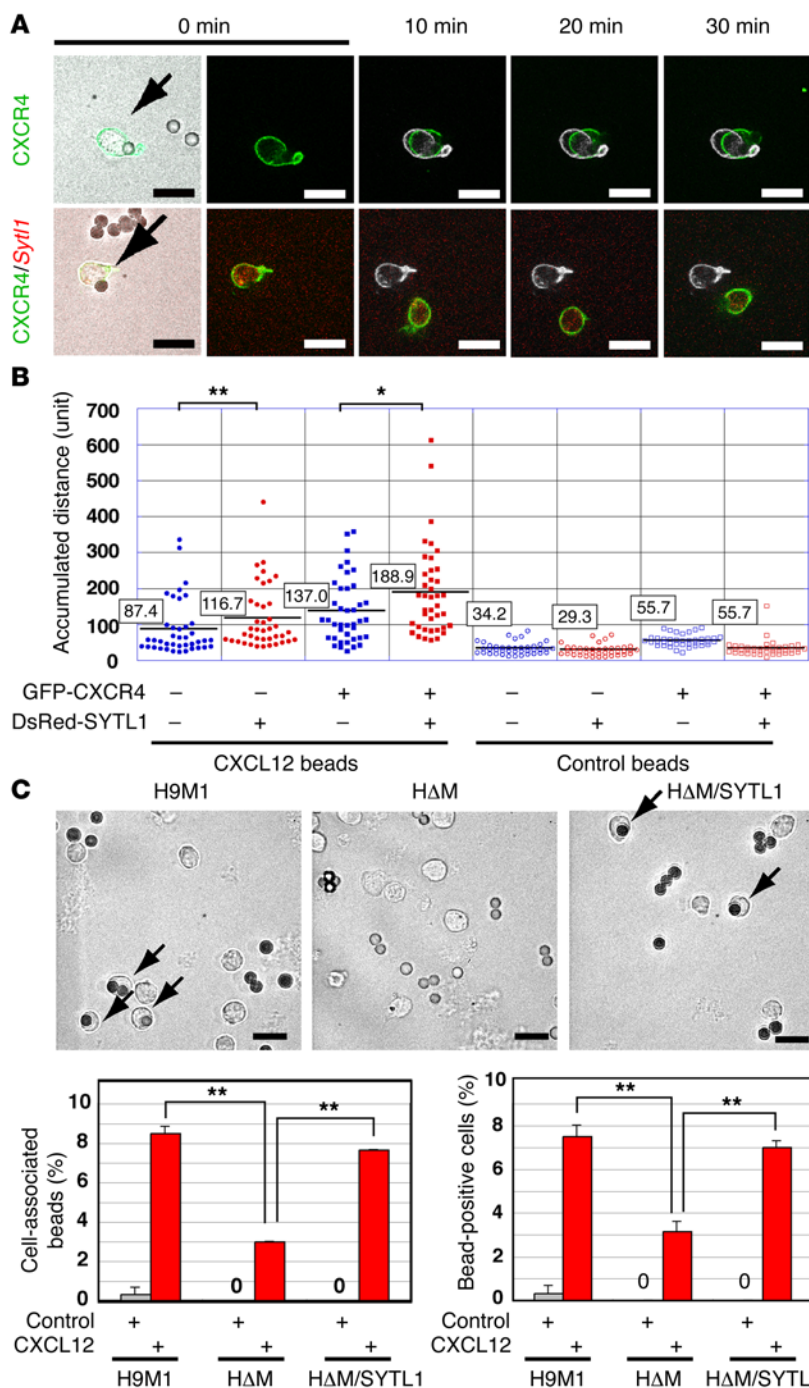 A
0 min 10 min 20 min 30 min
CXCR4
CXCR4/Sytl1
B
Accumulated distance (unit)
700
600
500
400
300
200
100
0
87.4 116.7 137.0 188.9 34.2 29.3 55.7 55.7
** *
GFP-CXCR4 – – + + – – + +
DsRed-SYTL1 – + – + – + – +
CXCL12 beads Control beads
C
H9M1 HΔM HΔM/SYTL1
Cell-associated
beads (%)
10
8
6
4
3
0
** **
0 0
Control + + +
CXCL12 + + +
H9M1 HΔM HΔM/SYTL1
Bead-positive cells (%)
10
8
6
4
3
0
** **
0 0
Control + + +
CXCL12 + + +
H9M1 HΔM HΔM/SYTL